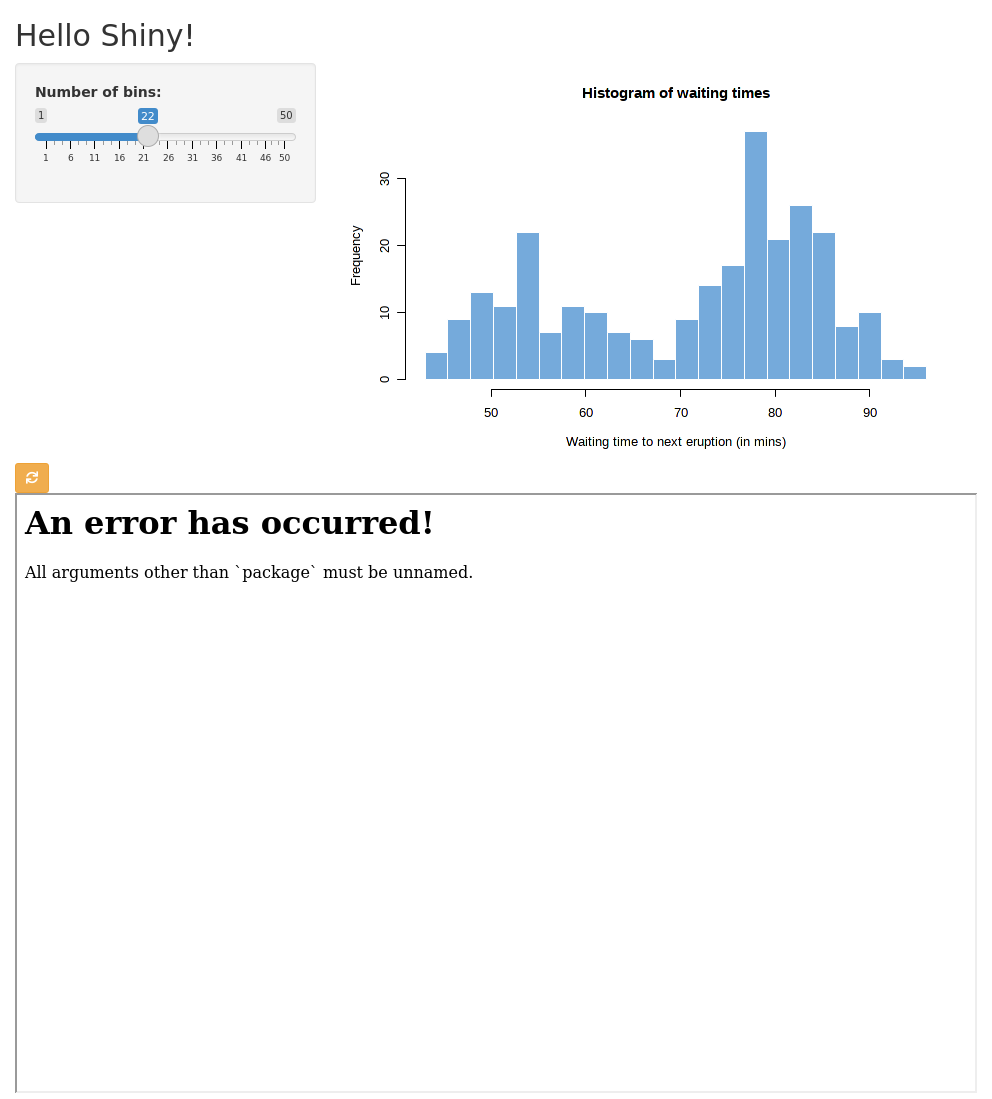 Hello Shiny!
Number of bins:
1 22 50
1 6 11 16 21 26 31 36 41 46 50
Histogram of waiting times
Frequency
30
20
10
0
50 60 70 80 90
Waiting time to next eruption (in mins)
An error has occurred!
All arguments other than `package` must be unnamed.